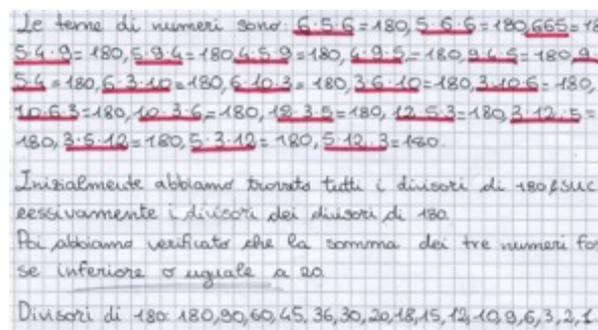 Le terne di numeri sono: 6·5·6=180, 5·6·6=180, 665=18
5·4·9=180, 5·9·4=180 4·5·9=180, 4·9·5=180 9·4·5=180 9·
5·4=180, 6·3·10=180, 6·10·3=180, 3·6·10=180, 3·10·6=180,
10·6·3=180, 10·3·6=180, 12·3·5=180, 12·5·3=180, 3·12·5=
180, 3·5·12=180, 5·3·12=180, 5·12·3=180.
Inizialmente abbiamo trovato tutti i divisori di 180 e suc
cessivamente i divisori dei divisori di 180.
Poi abbiamo verificato che la somma dei tre numeri fos
se inferiore o uguale a 20.
Divisori di 180: 180,90,60,45,36,30,20,18,15,12,10,9,6,3,2,1.